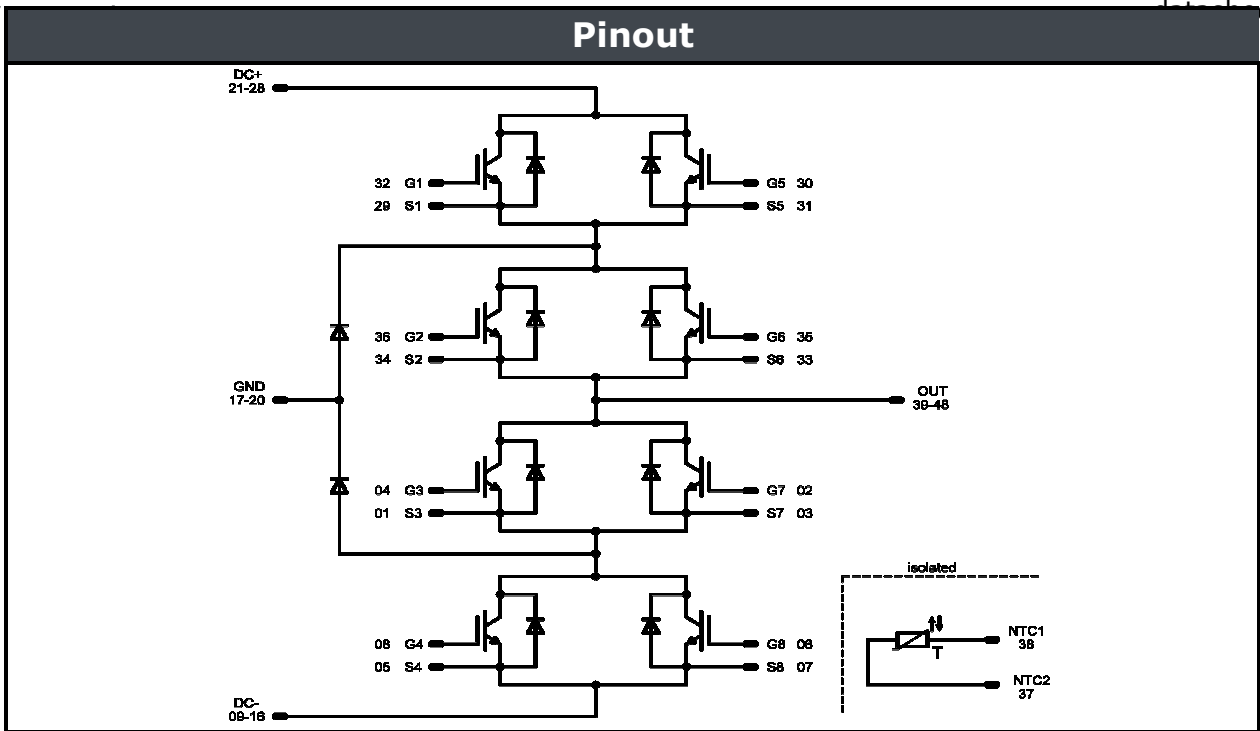 Pinout
DC+
21-28
32 G1
G5 30
29 S1
S5 31
36 G2
G6 35
34 S2
S6 33
GND
17-20
OUT
39-48
04 G3
G7 02
01 S3
S7 03
isolated
08 G4
G8 06
05 S4
S8 07
T
NTC1
38
NTC2
37
DC-
09-16